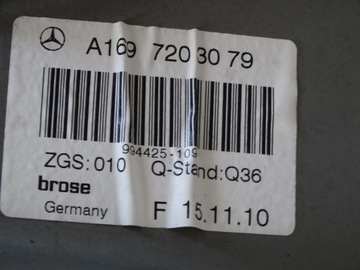 A169 720 30 79
994425-109
ZGS: 010 Q-Stand: Q36
brose
Germany F 15.11.10